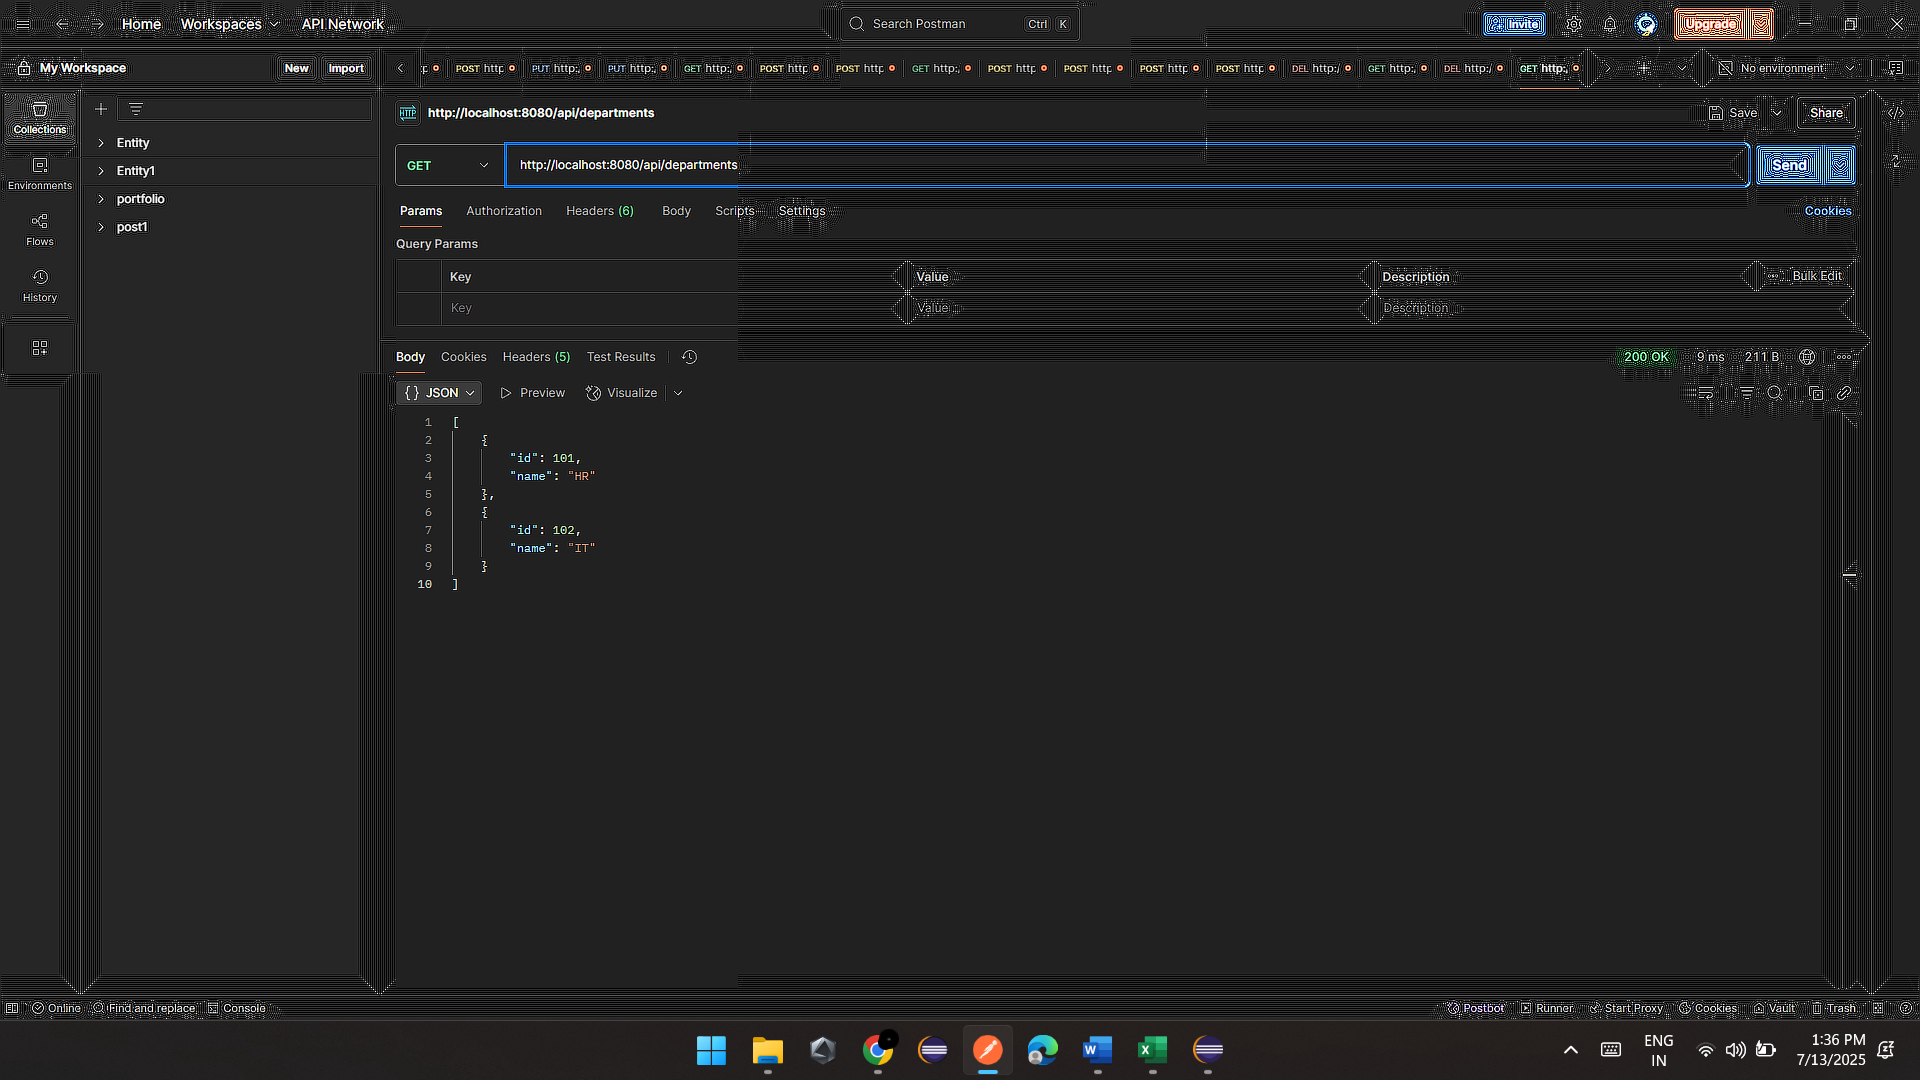 Home Workspaces API Network Search Postman Ctrl K Invite Upgrade
My Workspace New Import POST http PUT http: PUT http: GET http: POST http POST http GET http: POST http POST http POST http POST http DEL http:/ GET http: DEL http:/ GET http: No environment
Collections
Environments
Flows
History
Entity
Entity1
portfolio
post1
HTTP http://localhost:8080/api/departments Save Share
GET http://localhost:8080/api/departments Send
Params Authorization Headers (6) Body Scripts Settings Cookies
Query Params
Key Value Description Bulk Edit
Key Value Description
Body Cookies Headers (5) Test Results 200 OK 9 ms 211 B
{} JSON Preview Visualize
1 [
2 {
3 "id": 101,
4 "name": "HR"
5 },
6 {
7 "id": 102,
8 "name": "IT"
9 }
10 ]
Online Find and replace Console Postbot Runner Start Proxy Cookies Vault Trash
ENG
IN
1:36 PM
7/13/2025